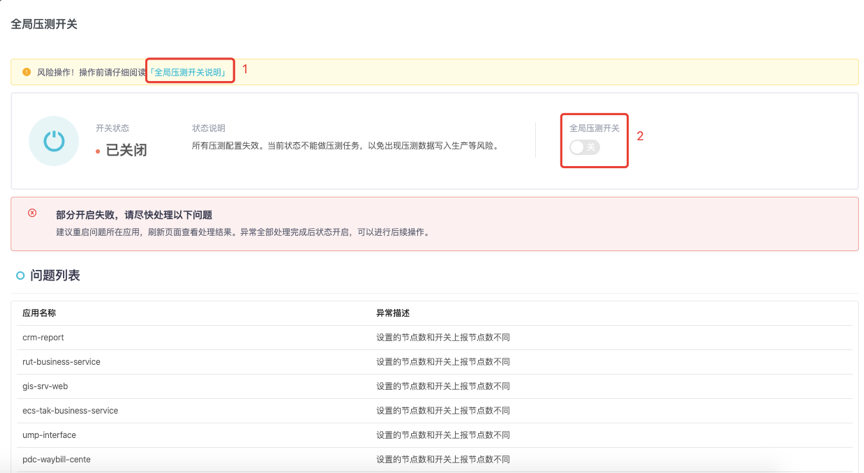 全局压测开关
风险操作！操作前请仔细阅读「全局压测开关说明」 1
开关状态
已关闭
状态说明
所有压测配置失效。当前状态不能做压测任务，以免出现压测数据写入生产等风险。
全局压测开关
关
2
部分开启失败，请尽快处理以下问题
建议重启问题所在应用，刷新页面查看处理结果。异常全部处理完成后状态开启，可以进行后续操作。
问题列表
应用名称 异常描述
crm-report 设置的节点数和开关上报节点数不同
rut-business-service 设置的节点数和开关上报节点数不同
gis-srv-web 设置的节点数和开关上报节点数不同
ecs-tak-business-service 设置的节点数和开关上报节点数不同
ump-interface 设置的节点数和开关上报节点数不同
pdc-waybill-cente 设置的节点数和开关上报节点数不同